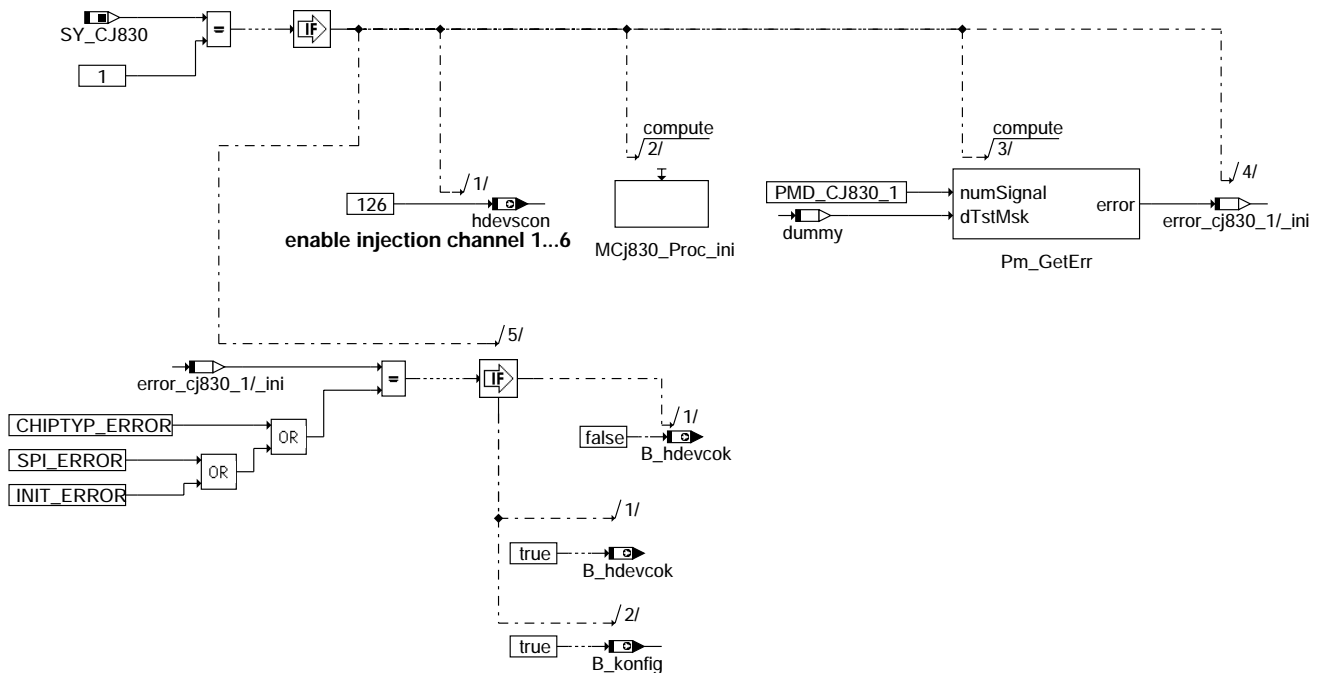 SY_CJ830
=
IF
1
compute
2/
compute
3/
/1/
/4/
126
hdevscon
enable injection channel 1...6
MCj830_Proc_ini
PMD_CJ830_1
dummy
numSignal
dTstMsk
error
Pm_GetErr
error_cj830_1/_ini
/5/
error_cj830_1/_ini
=
IF
CHIPTYP_ERROR
SPI_ERROR
INIT_ERROR
OR
OR
/1/
false
B_hdevcok
/1/
true
B_hdevcok
/2/
true
B_konfig